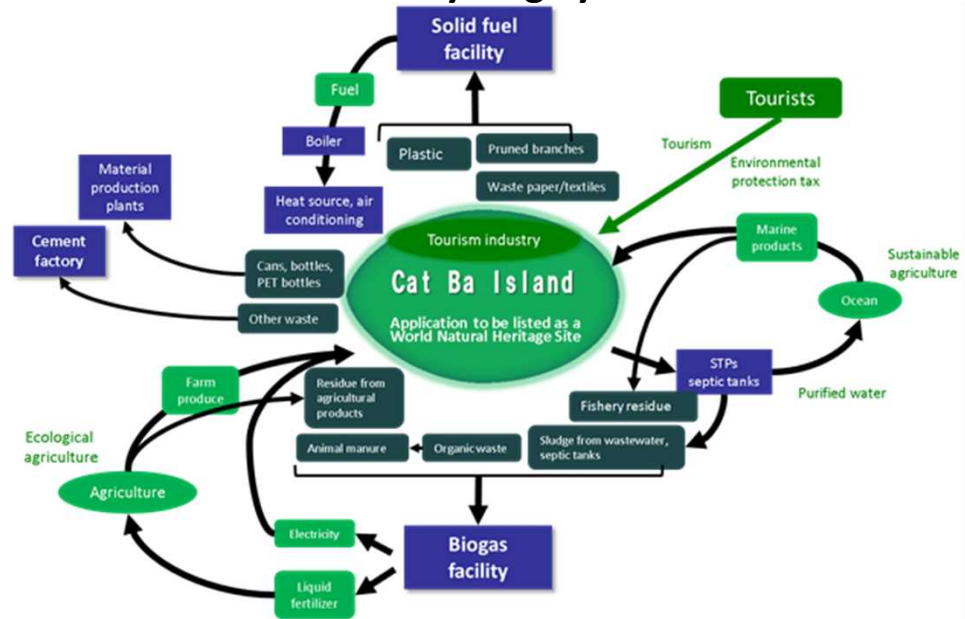 Solid fuel
facility
Fuel
Boiler
Heat source, air
conditioning
Plastic
Pruned branches
Waste paper/textiles
Tourists
Tourism
Environmental
protection tax
Material
production
plants
Cement
factory
Cans, bottles,
PET bottles
Other waste
Tourism industry
Cat Ba Island
Application to be listed as a
World Natural Heritage Site
Marine
products
Sustainable
agriculture
Ocean
STPs
septic tanks
Purified water
Fishery residue
Sludge from wastewater,
septic tanks
Farm
produce
Residue from
agricultural
products
Animal manure
Organic waste
Ecological
agriculture
Agriculture
Electricity
Liquid
fertilizer
Biogas
facility